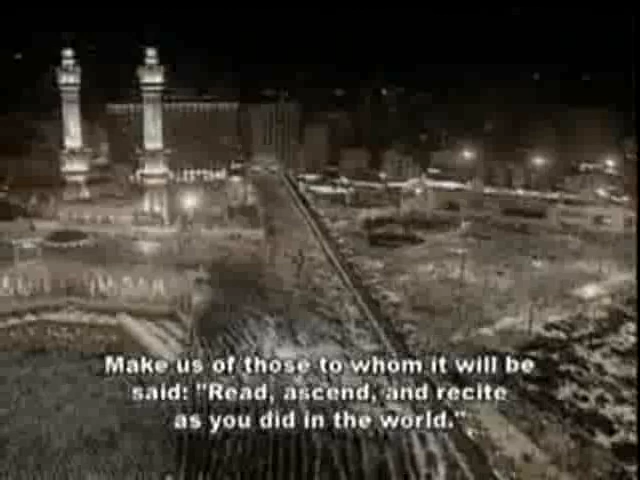 Make us of those to whom it will be
said: "Read, ascend, and recite
as you did in the world."